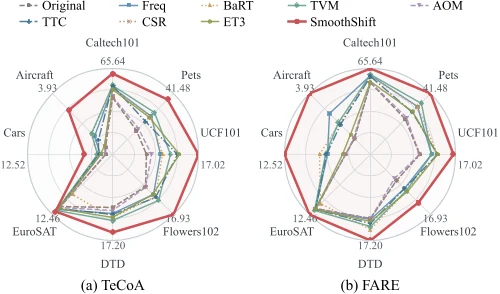 Original Freq BaRT TVM AOM
TTC CSR ET3 SmoothShift
Caltech101
65.64
Aircraft
3.93
Pets
41.48
Cars
12.52
UCF101
17.02
EuroSAT
12.46
Flowers102
16.93
17.20
DTD
(a) TeCoA
Caltech101
65.64
Aircraft
3.93
Pets
41.48
Cars
12.52
UCF101
17.02
EuroSAT
12.46
Flowers102
16.93
17.20
DTD
(b) FARE